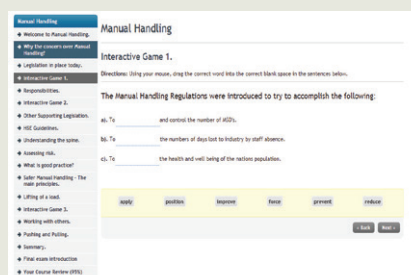 Manual Handling
Welcome to Manual Handling.
Why the concern over Manual
Handling?
Legislation in place today.
Interactive Game 1.
Responsibilities.
Interactive Game 2.
Other Supporting Legislation.
HSE Guidelines.
Understanding the spine.
Assessing risk.
What is good practice?
Safer Manual Handling - The
main principles.
Lifting of a load.
Interactive Game 3.
Working with others.
Pushing and Pulling.
Summary.
Final exam introduction
Your Course Review (95%)
Manual Handling
Interactive Game 1.
Directions: Using your mouse, drag the correct word into the correct blank space in the sentences below.
The Manual Handling Regulations were introduced to try to accomplish the following:
a). To and control the number of MSD's.
b). To the numbers of days lost to industry by staff absence.
c). To the health and well being of the nations population.
apply position improve force prevent reduce
< Back Next >